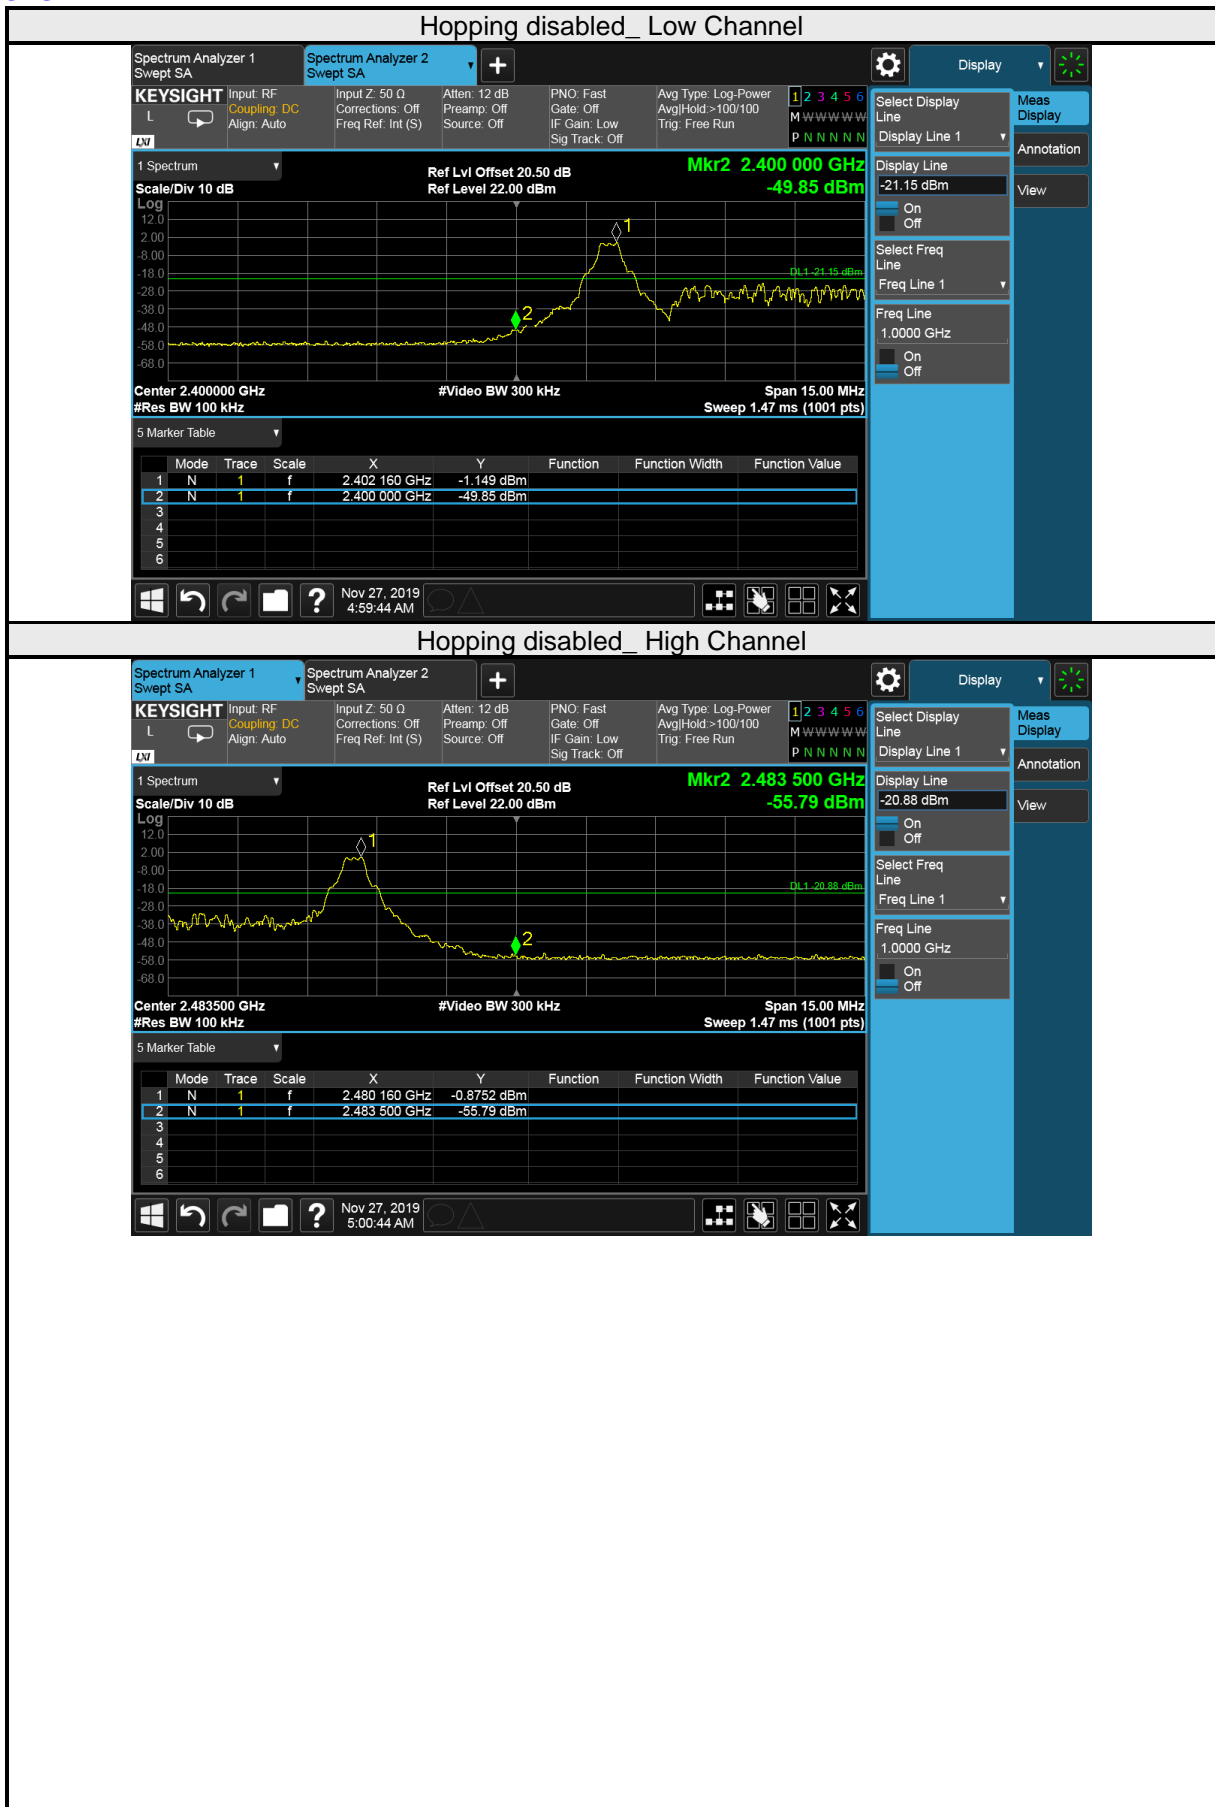 Hopping disabled_ Low Channel
Spectrum Analyzer 1
Swept SA
Spectrum Analyzer 2
Swept SA
Display
KEYSIGHT
L
LXI
Input: RF
Coupling: DC
Align: Auto
Input Z: 50 Ω
Corrections: Off
Freq Ref: Int (S)
Atten: 12 dB
Preamp: Off
Source: Off
PNO: Fast
Gate: Off
IF Gain: Low
Sig Track: Off
Avg Type: Log-Power
Avg|Hold:>100/100
Trig: Free Run
1 2 3 4 5 6
M W W W W W
P N N N N N
Select Display
Line
Display Line 1
Meas
Display
Annotation
View
Display Line
-21.15 dBm
On
Off
Select Freq
Line
Freq Line 1
Freq Line
1.0000 GHz
On
Off
1 Spectrum
Scale/Div 10 dB
Ref Lvl Offset 20.50 dB
Ref Level 22.00 dBm
Mkr2 2.400 000 GHz
-49.85 dBm
Log
12.0
2.00
-8.00
-18.0
-28.0
-38.0
-48.0
-58.0
-68.0
1
2
DL1 -21.15 dBm
Center 2.400000 GHz
#Video BW 300 kHz
Span 15.00 MHz
#Res BW 100 kHz
Sweep 1.47 ms (1001 pts)
5 Marker Table
Mode Trace Scale X Y Function Function Width Function Value
1 N 1 f 2.402 160 GHz -1.149 dBm
2 N 1 f 2.400 000 GHz -49.85 dBm
3
4
5
6
?
Nov 27, 2019
4:59:44 AM
Hopping disabled_ High Channel
Spectrum Analyzer 1
Swept SA
Spectrum Analyzer 2
Swept SA
Display
KEYSIGHT
L
LXI
Input: RF
Coupling: DC
Align: Auto
Input Z: 50 Ω
Corrections: Off
Freq Ref: Int (S)
Atten: 12 dB
Preamp: Off
Source: Off
PNO: Fast
Gate: Off
IF Gain: Low
Sig Track: Off
Avg Type: Log-Power
Avg|Hold:>100/100
Trig: Free Run
1 2 3 4 5 6
M W W W W W
P N N N N N
Select Display
Line
Display Line 1
Meas
Display
Annotation
View
Display Line
-20.88 dBm
On
Off
Select Freq
Line
Freq Line 1
Freq Line
1.0000 GHz
On
Off
1 Spectrum
Scale/Div 10 dB
Ref Lvl Offset 20.50 dB
Ref Level 22.00 dBm
Mkr2 2.483 500 GHz
-55.79 dBm
Log
12.0
2.00
-8.00
-18.0
-28.0
-38.0
-48.0
-58.0
-68.0
1
2
DL1 -20.88 dBm
Center 2.483500 GHz
#Video BW 300 kHz
Span 15.00 MHz
#Res BW 100 kHz
Sweep 1.47 ms (1001 pts)
5 Marker Table
Mode Trace Scale X Y Function Function Width Function Value
1 N 1 f 2.480 160 GHz -0.8752 dBm
2 N 1 f 2.483 500 GHz -55.79 dBm
3
4
5
6
?
Nov 27, 2019
5:00:44 AM